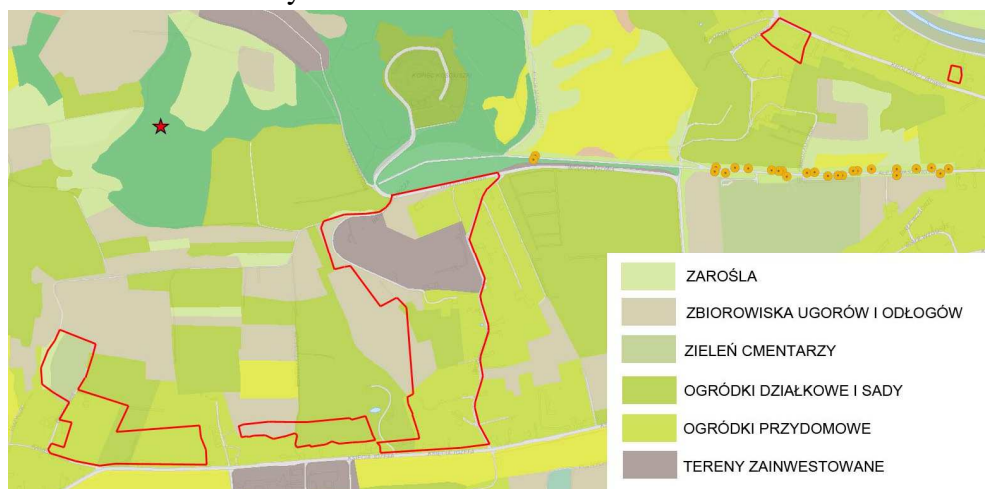 ZAROŚLA
ZBIOROWISKA UGORÓW I ODŁOGÓW
ZIELEŃ CMENTARZY
OGRÓDKI DZIAŁKOWE I SADY
OGRÓDKI PRZYDOMOWE
TERENY ZAINWESTOWANE